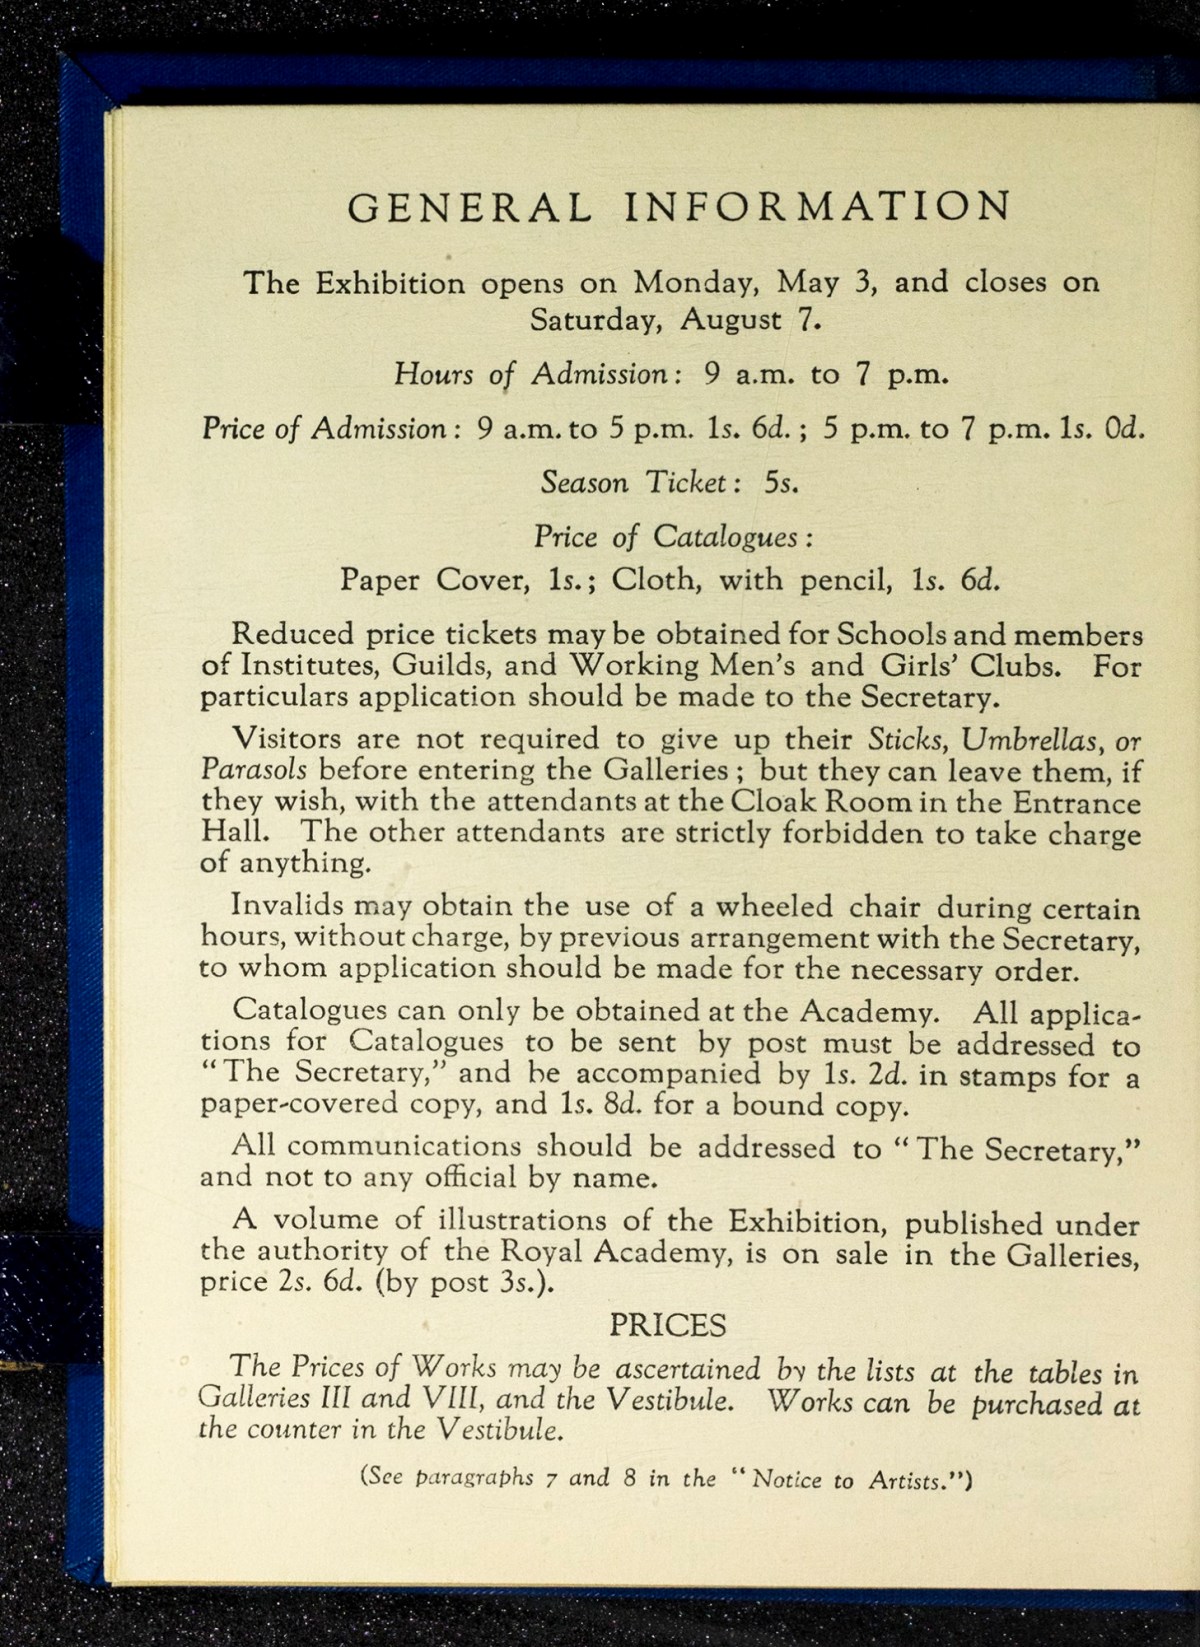 GENERAL INFORMATION
The Exhibition opens on Monday, May 3, and closes on
Saturday, August 7.
Hours of Admission: 9 a.m. to 7 p.m.
Price of Admission: 9 a.m. to 5 p.m. 1s. 6d.; 5 p.m. to 7 p.m. 1s. 0d.
Season Ticket: 5s.
Price of Catalogues:
Paper Cover, 1s.; Cloth, with pencil, 1s. 6d.
Reduced price tickets may be obtained for Schools and members
of Institutes, Guilds, and Working Men's and Girls' Clubs. For
particulars application should be made to the Secretary.
Visitors are not required to give up their Sticks, Umbrellas, or
Parasols before entering the Galleries; but they can leave them, if
they wish, with the attendants at the Cloak Room in the Entrance
Hall. The other attendants are strictly forbidden to take charge
of anything.
Invalids may obtain the use of a wheeled chair during certain
hours, without charge, by previous arrangement with the Secretary,
to whom application should be made for the necessary order.
Catalogues can only be obtained at the Academy. All applica-
tions for Catalogues to be sent by post must be addressed to
"The Secretary," and be accompanied by 1s. 2d. in stamps for a
paper-covered copy, and 1s. 8d. for a bound copy.
All communications should be addressed to "The Secretary,"
and not to any official by name.
A volume of illustrations of the Exhibition, published under
the authority of the Royal Academy, is on sale in the Galleries,
price 2s. 6d. (by post 3s.).
PRICES
The Prices of Works may be ascertained by the lists at the tables in
Galleries III and VIII, and the Vestibule. Works can be purchased at
the counter in the Vestibule.
(See paragraphs 7 and 8 in the "Notice to Artists.")